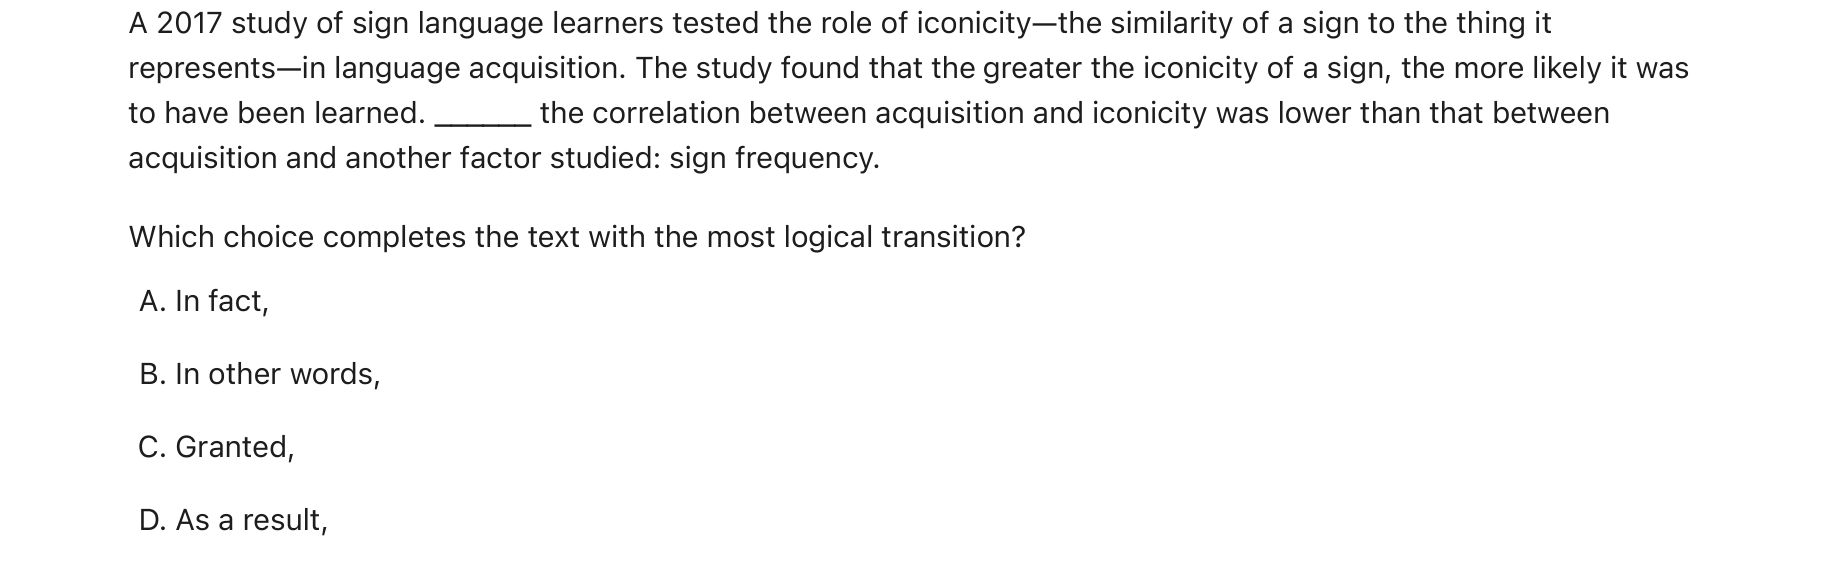 A 2017 study of sign language learners tested the role of iconicity—the similarity of a sign to the thing it
represents—in language acquisition. The study found that the greater the iconicity of a sign, the more likely it was
to have been learned. ______ the correlation between acquisition and iconicity was lower than that between
acquisition and another factor studied: sign frequency.
Which choice completes the text with the most logical transition?
A. In fact,
B. In other words,
C. Granted,
D. As a result,